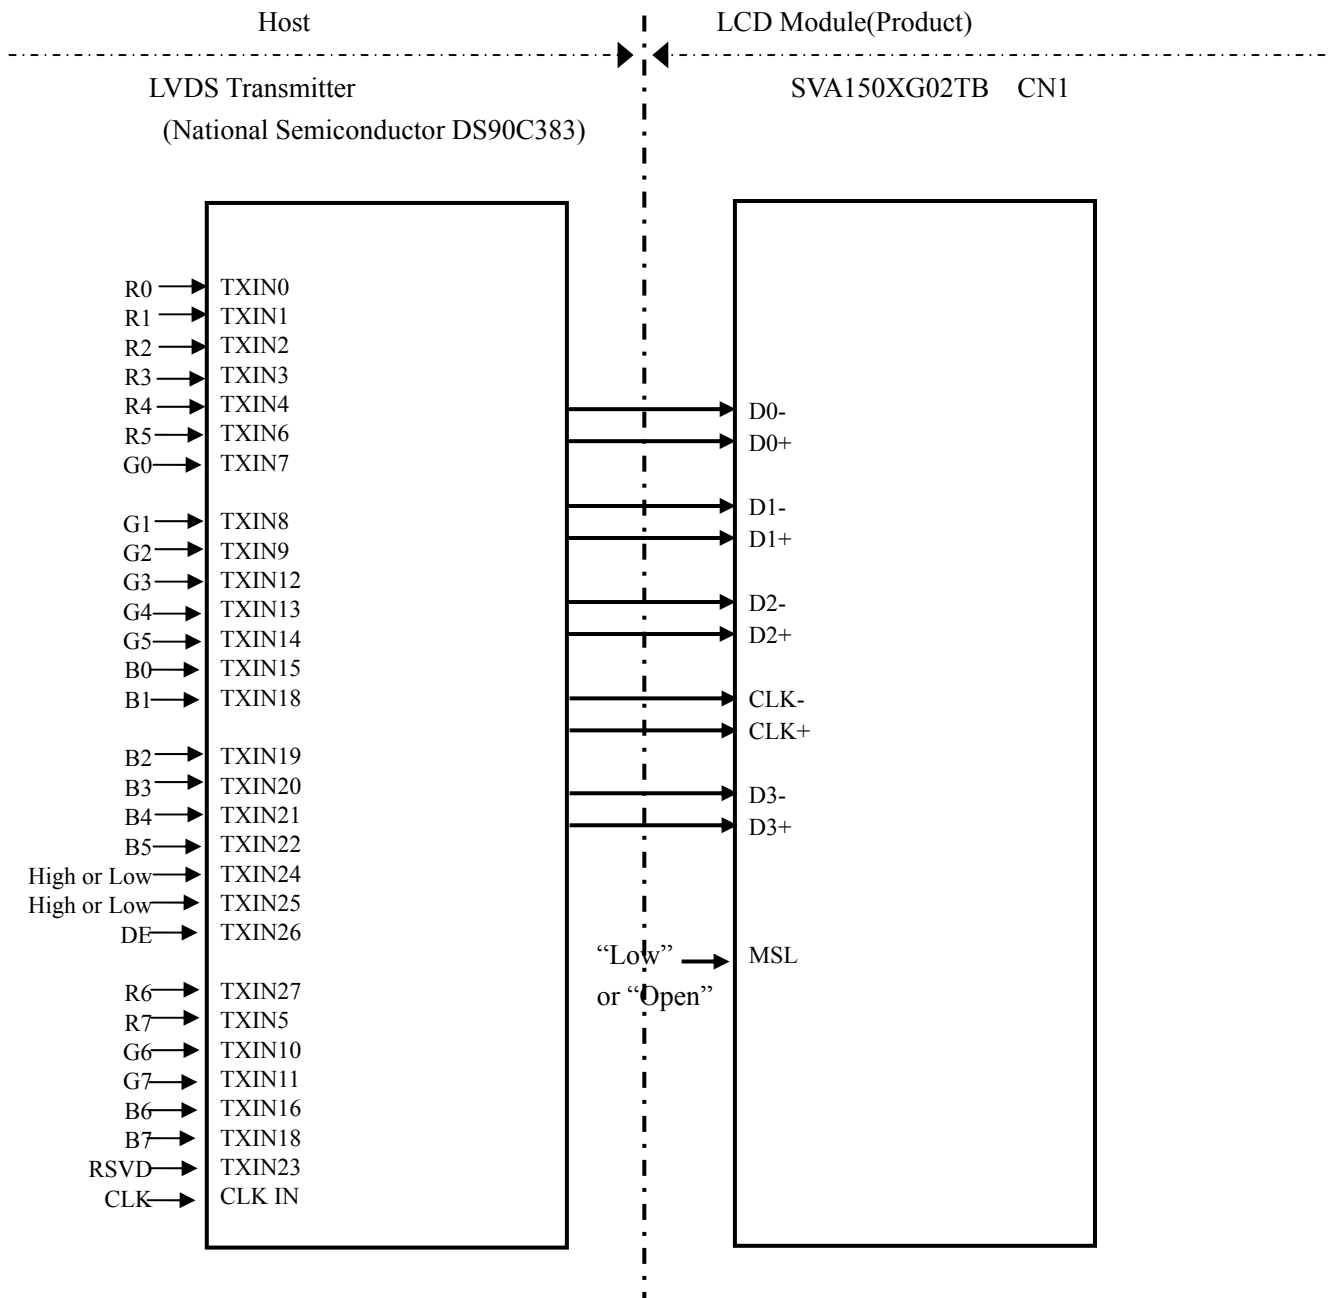 Host LCD Module(Product)
LVDS Transmitter SVA150XG02TB CN1
(National Semiconductor DS90C383)
R0 TXIN0
R1 TXIN1
R2 TXIN2
R3 TXIN3
R4 TXIN4
R5 TXIN6
G0 TXIN7
G1 TXIN8
G2 TXIN9
G3 TXIN12
G4 TXIN13
G5 TXIN14
B0 TXIN15
B1 TXIN18
B2 TXIN19
B3 TXIN20
B4 TXIN21
B5 TXIN22
High or Low TXIN24
High or Low TXIN25
DE TXIN26
R6 TXIN27
R7 TXIN5
G6 TXIN10
G7 TXIN11
B6 TXIN16
B7 TXIN18
RSVD TXIN23
CLK CLK IN
D0-
D0+
D1-
D1+
D2-
D2+
CLK-
CLK+
D3-
D3+
“Low” MSL
or “Open”